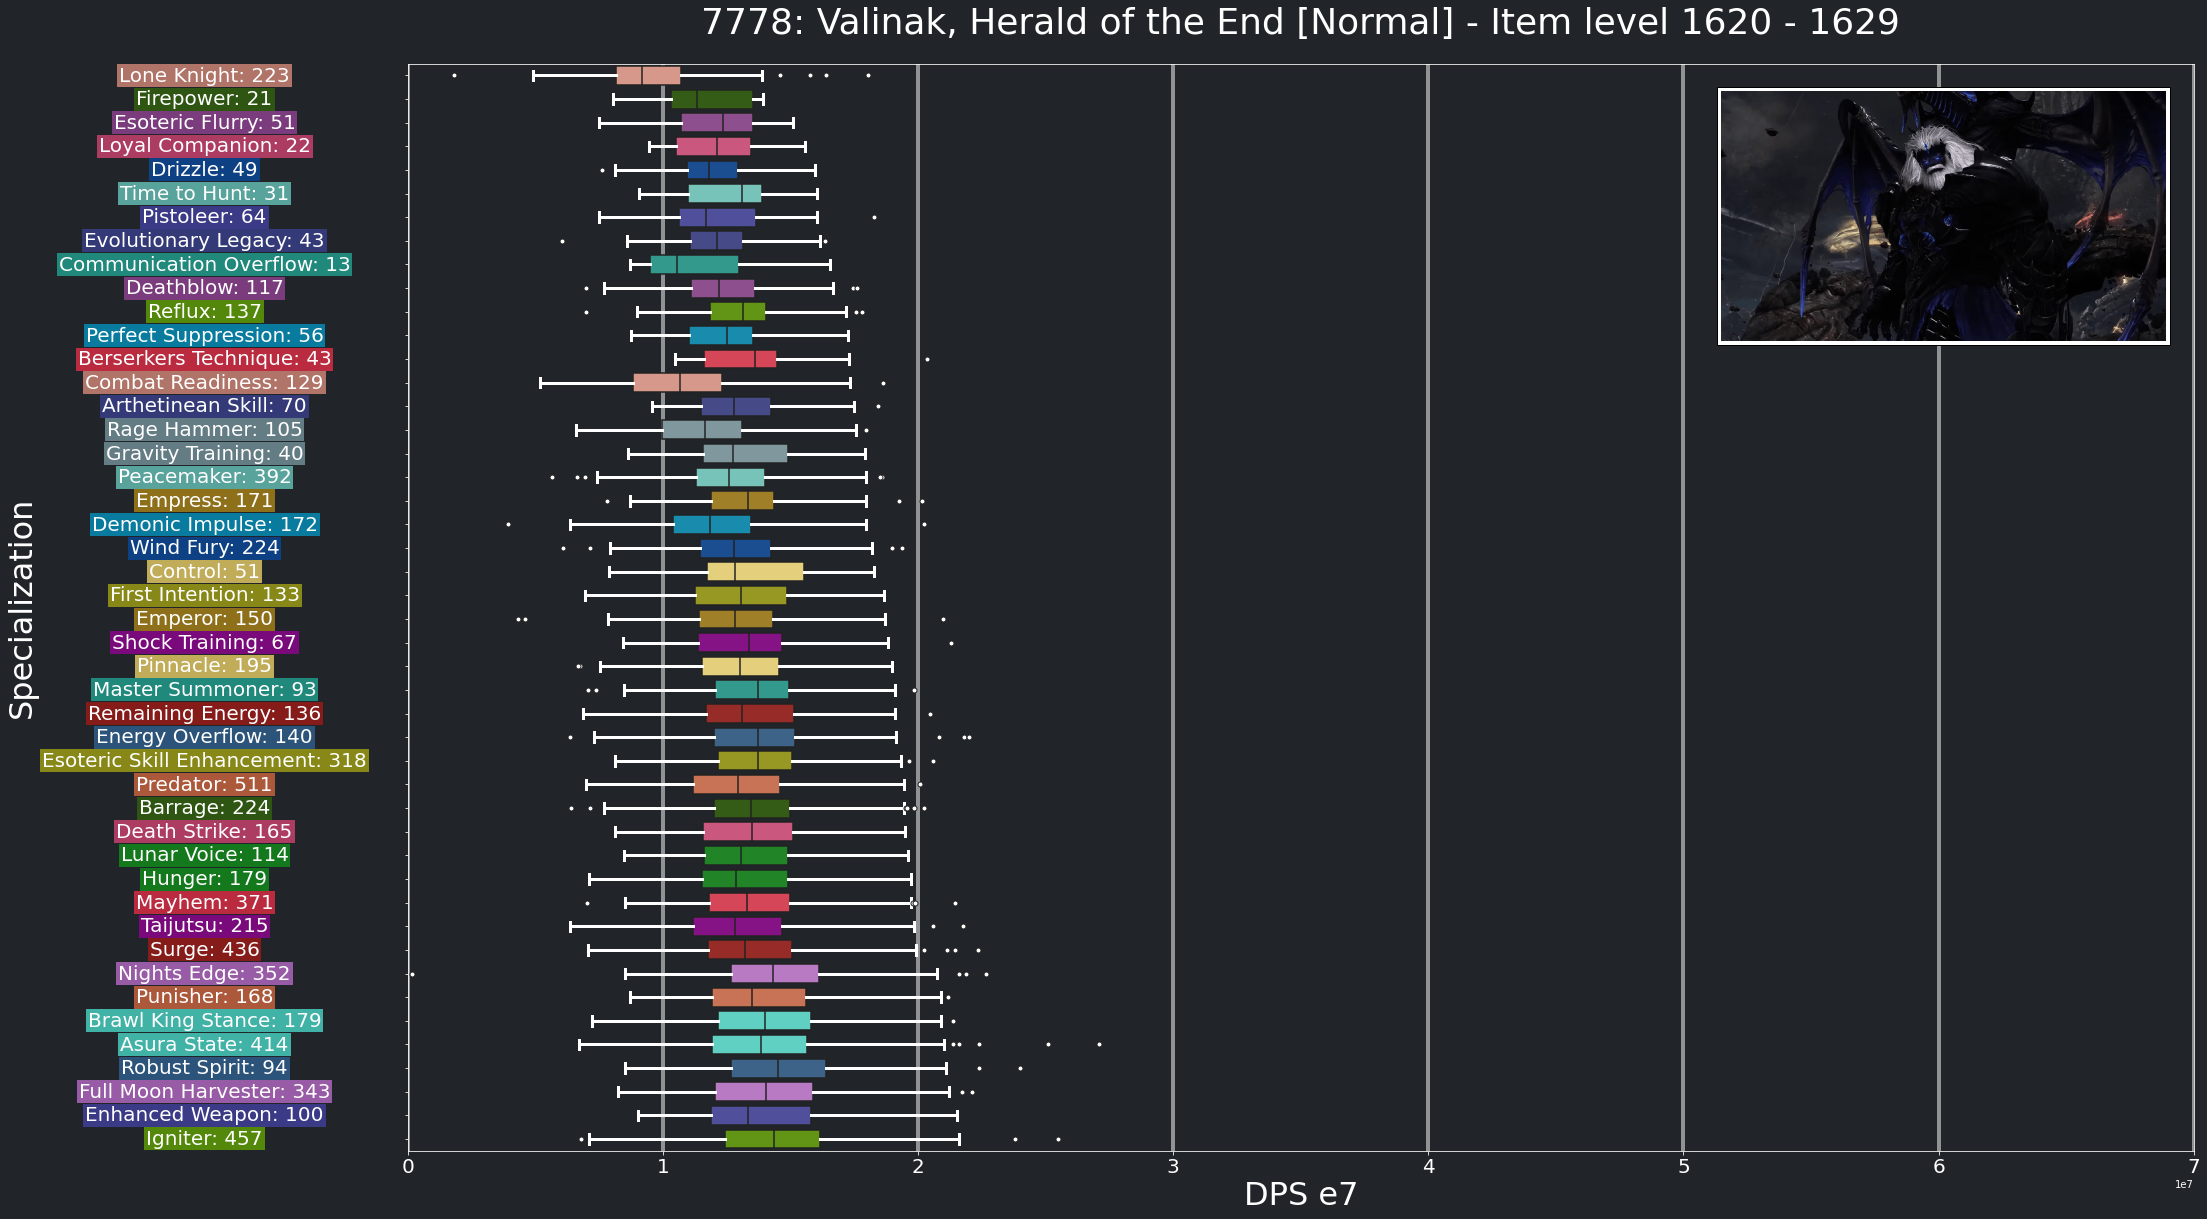 7778: Valinak, Herald of the End [Normal] - Item level 1620 - 1629
Lone Knight: 223
Firepower: 21
Esoteric Flurry: 51
Loyal Companion: 22
Drizzle: 49
Time to Hunt: 31
Pistoleer: 64
Evolutionary Legacy: 43
Communication Overflow: 13
Deathblow: 117
Reflux: 137
Perfect Suppression: 56
Berserkers Technique: 43
Combat Readiness: 129
Arthetinean Skill: 70
Rage Hammer: 105
Gravity Training: 40
Peacemaker: 392
Empress: 171
Demonic Impulse: 172
Wind Fury: 224
Control: 51
First Intention: 133
Emperor: 150
Shock Training: 67
Pinnacle: 195
Master Summoner: 93
Remaining Energy: 136
Energy Overflow: 140
Esoteric Skill Enhancement: 318
Predator: 511
Barrage: 224
Death Strike: 165
Lunar Voice: 114
Hunger: 179
Mayhem: 371
Taijutsu: 215
Surge: 436
Nights Edge: 352
Punisher: 168
Brawl King Stance: 179
Asura State: 414
Robust Spirit: 94
Full Moon Harvester: 343
Enhanced Weapon: 100
Igniter: 457
Specialization
0 1 2 3 4 5 6 7
1e7
DPS e7